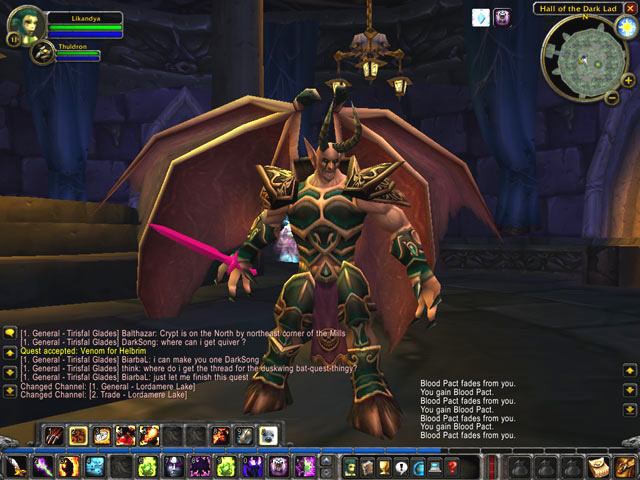 Likandya
11
Thuldron
Hall of the Dark Lad
N
[1. General - Tirisfal Glades] Balthazar: Crypt is on the North by northeast corner of the Mills
[1. General - Tirisfal Glades] DarkSong: where can i get quiver ?
Quest accepted: Venom for Helbrim
[1. General - Tirisfal Glades] BiarbaL: i can make you one DarkSong
[1. General - Tirisfal Glades] think: where do i get the thread for the duskwing bat-quest-thingy?
[1. General - Tirisfal Glades] BiarbaL: just let me finish this quest
Changed Channel: [1. General - Lordamere Lake]
Changed Channel: [2. Trade - Lordamere Lake]
Blood Pact fades from you.
You gain Blood Pact.
Blood Pact fades from you.
You gain Blood Pact.
Blood Pact fades from you.
You gain Blood Pact.
Blood Pact fades from you.